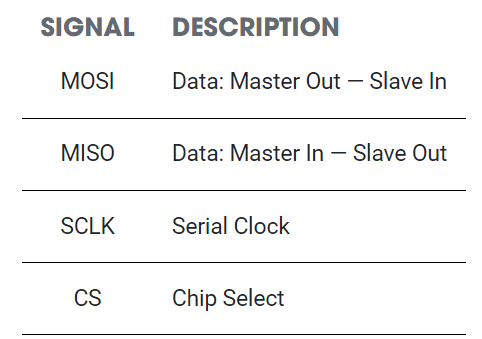 SIGNAL DESCRIPTION
MOSI Data: Master Out — Slave In
MISO Data: Master In — Slave Out
SCLK Serial Clock
CS Chip Select